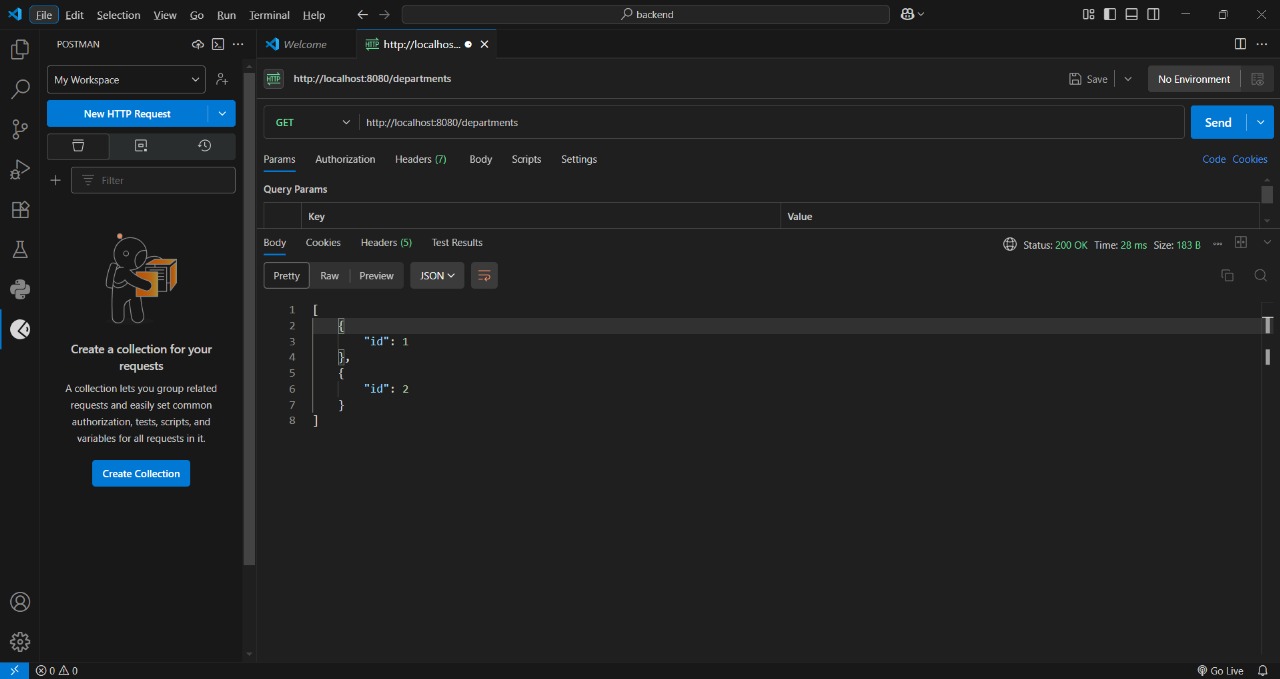 File Edit Selection View Go Run Terminal Help
backend
POSTMAN
Welcome
http://localhos...
My Workspace
http://localhost:8080/departments
Save
No Environment
New HTTP Request
GET
http://localhost:8080/departments
Send
Params Authorization Headers (7) Body Scripts Settings
Code Cookies
Filter
Query Params
Key Value
Body Cookies Headers (5) Test Results
Status: 200 OK Time: 28 ms Size: 183 B
Pretty Raw Preview JSON
1 [
2 {
3 "id": 1
4 },
5 {
6 "id": 2
7 }
8 ]
Create a collection for your
requests
A collection lets you group related
requests and easily set common
authorization, tests, scripts, and
variables for all requests in it.
Create Collection
0 0
Go Live